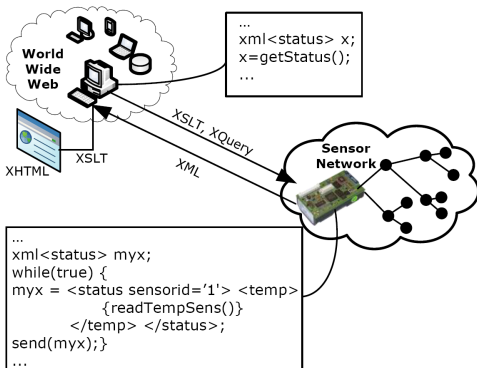 ...
xml<status> x;
x=getStatus();
...
World
Wide
Web
XSLT, XQuery
XML
XSLT
XHTML
Sensor
Network
...
xml<status> myx;
while(true) {
myx = <status sensorid='1'> <temp>
{readTempSens()}
</temp> </status>;
send(myx);}
...